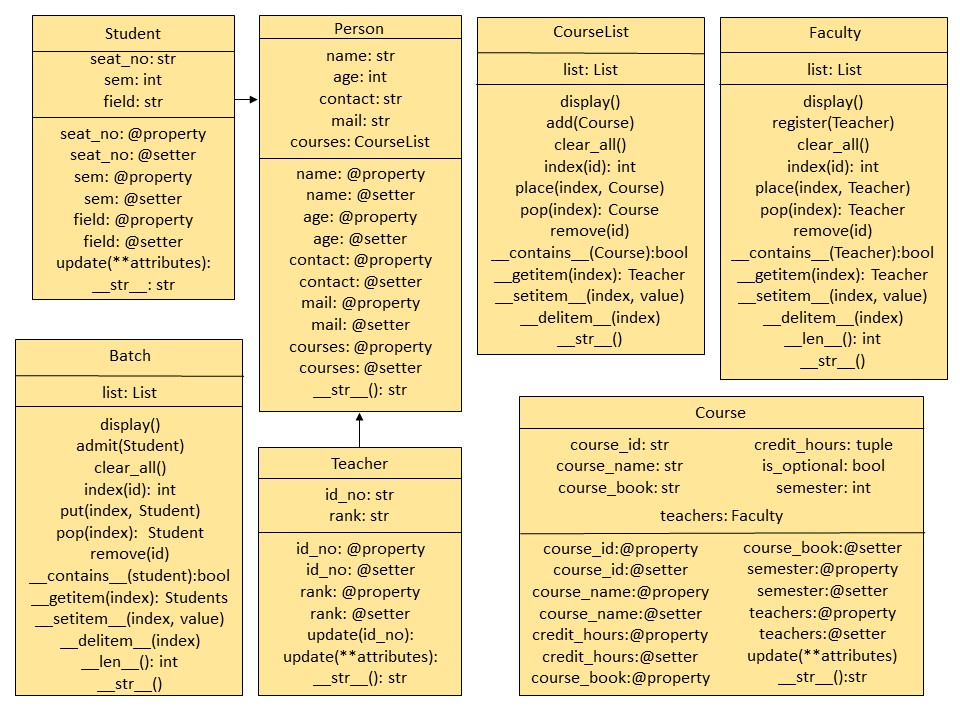 Student
seat_no: str
sem: int
field: str
seat_no: @property
seat_no: @setter
sem: @property
sem: @setter
field: @property
field: @setter
update(**attributes):
__str__: str
Person
name: str
age: int
contact: str
mail: str
courses: CourseList
name: @property
name: @setter
age: @property
age: @setter
contact: @property
contact: @setter
mail: @property
mail: @setter
courses: @property
courses: @setter
__str__(): str
CourseList
list: List
display()
add(Course)
clear_all()
index(id): int
place(index, Course)
pop(index): Course
remove(id)
__contains__(Course):bool
__getitem(index): Teacher
__setitem__(index, value)
__delitem__(index)
__str__()
Faculty
list: List
display()
register(Teacher)
clear_all()
index(id): int
place(index, Teacher)
pop(index): Teacher
remove(id)
__contains__(Teacher):bool
__getitem(index): Teacher
__setitem__(index, value)
__delitem__(index)
__len__(): int
__str__()
Batch
list: List
display()
admit(Student)
clear_all()
index(id): int
put(index, Student)
pop(index): Student
remove(id)
__contains__(student):bool
__getitem(index): Students
__setitem__(index, value)
__delitem__(index)
__len__(): int
__str__()
Teacher
id_no: str
rank: str
id_no: @property
id_no: @setter
rank: @property
rank: @setter
update(id_no):
update(**attributes):
__str__(): str
Course
course_id: str
course_name: str
course_book: str
credit_hours: tuple
is_optional: bool
semester: int
teachers: Faculty
course_id:@property
course_id:@setter
course_name:@propery
course_name:@setter
credit_hours:@property
credit_hours:@setter
course_book:@property
course_book:@setter
semester:@property
semester:@setter
teachers:@property
teachers:@setter
update(**attributes)
__str__():str